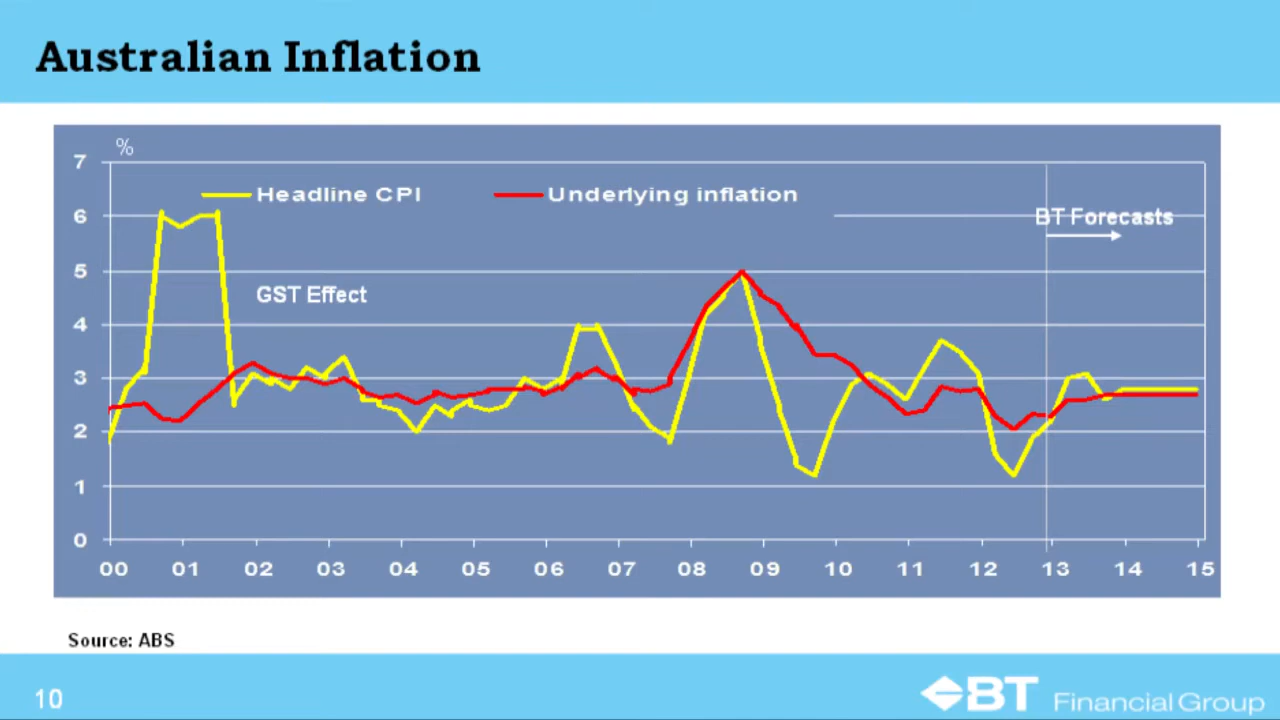 Australian Inflation
%
7
Headline CPI Underlying inflation
6
BT Forecasts
5
GST Effect
4
3
2
1
0
00 01 02 03 04 05 06 07 08 09 10 11 12 13 14 15
Source: ABS
10
BT Financial Group